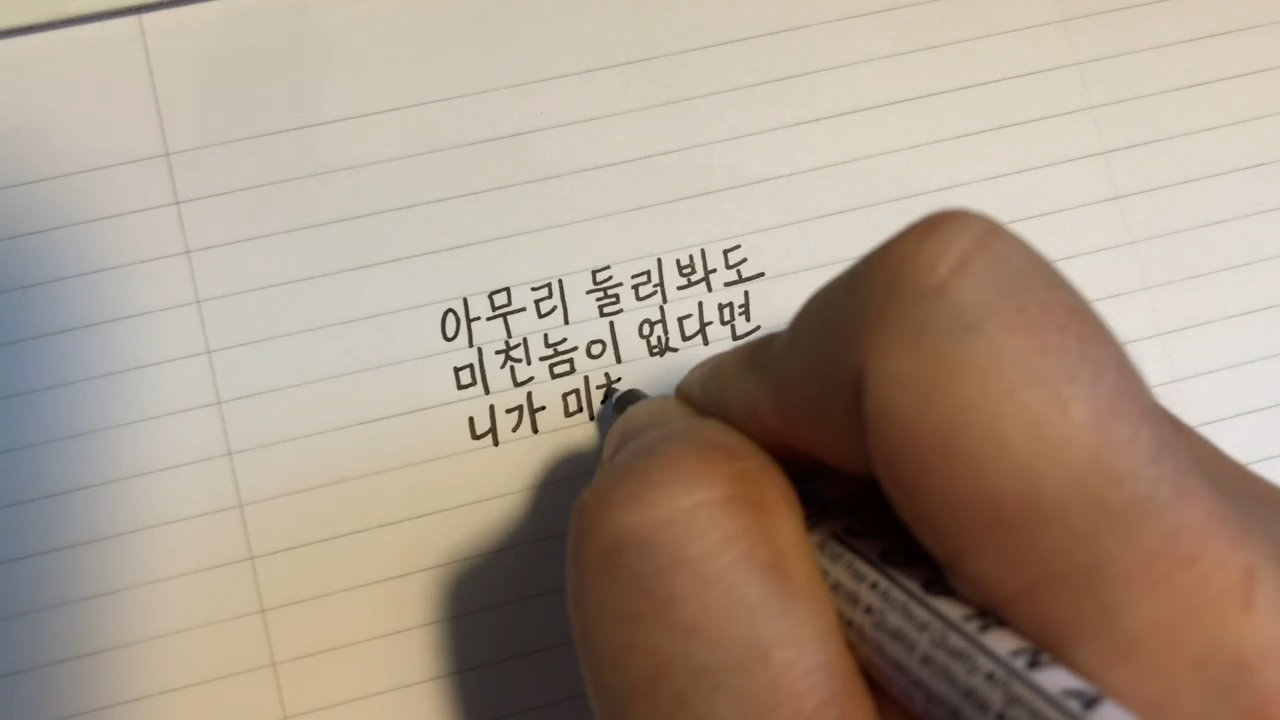 아무리 둘러봐도
미친놈이 없다면
니가 미